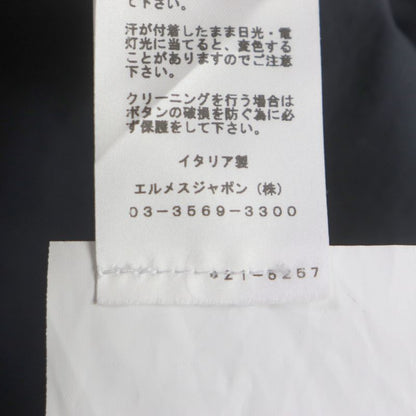 て下さい。
汗が付着したまま日光・電
灯光に当てると、変色する
ことがありますのでご注意
下さい。
クリーニングを行う場合は
ボタンの破損を防ぐ為に必
ず保護をして下さい。
イタリア製
エルメスジャポン（株）
03-3569-3300